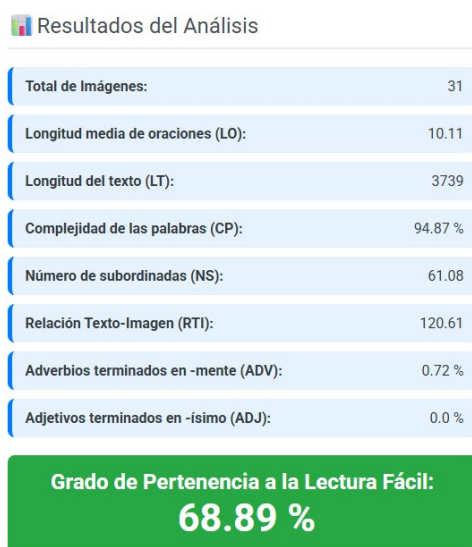 Resultados del Análisis
Total de Imágenes: 31
Longitud media de oraciones (LO): 10.11
Longitud del texto (LT): 3739
Complejidad de las palabras (CP): 94.87 %
Número de subordinadas (NS): 61.08
Relación Texto-Imagen (RTI): 120.61
Adverbios terminados en -mente (ADV): 0.72 %
Adjetivos terminados en -ísimo (ADJ): 0.0 %
Grado de Pertenencia a la Lectura Fácil:
68.89 %